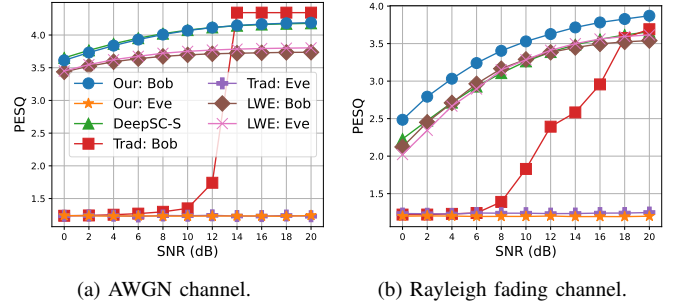 PESQ
4.0
3.5
3.0
2.5
2.0
1.5
Our: Bob
Our: Eve
DeepSC-S
Trad: Bob
Trad: Eve
LWE: Bob
LWE: Eve
0 2 4 6 8 10 12 14 16 18 20
SNR (dB)
(a) AWGN channel.
PESQ
4.0
3.5
3.0
2.5
2.0
1.5
0 2 4 6 8 10 12 14 16 18 20
SNR (dB)
(b) Rayleigh fading channel.